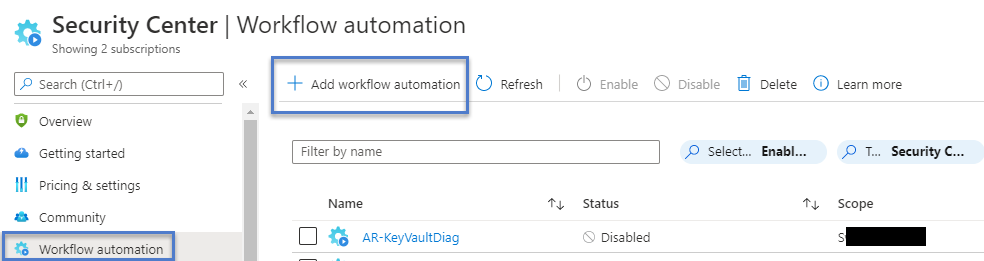 Security Center | Workflow automation
Showing 2 subscriptions
Search (Ctrl+/)
«
Add workflow automation
Refresh
Enable
Disable
Delete
Learn more
Overview
Getting started
Pricing & settings
Community
Workflow automation
Filter by name
Select... Enabl...
T... Security C...
Name
Status
Scope
AR-KeyVaultDiag
Disabled